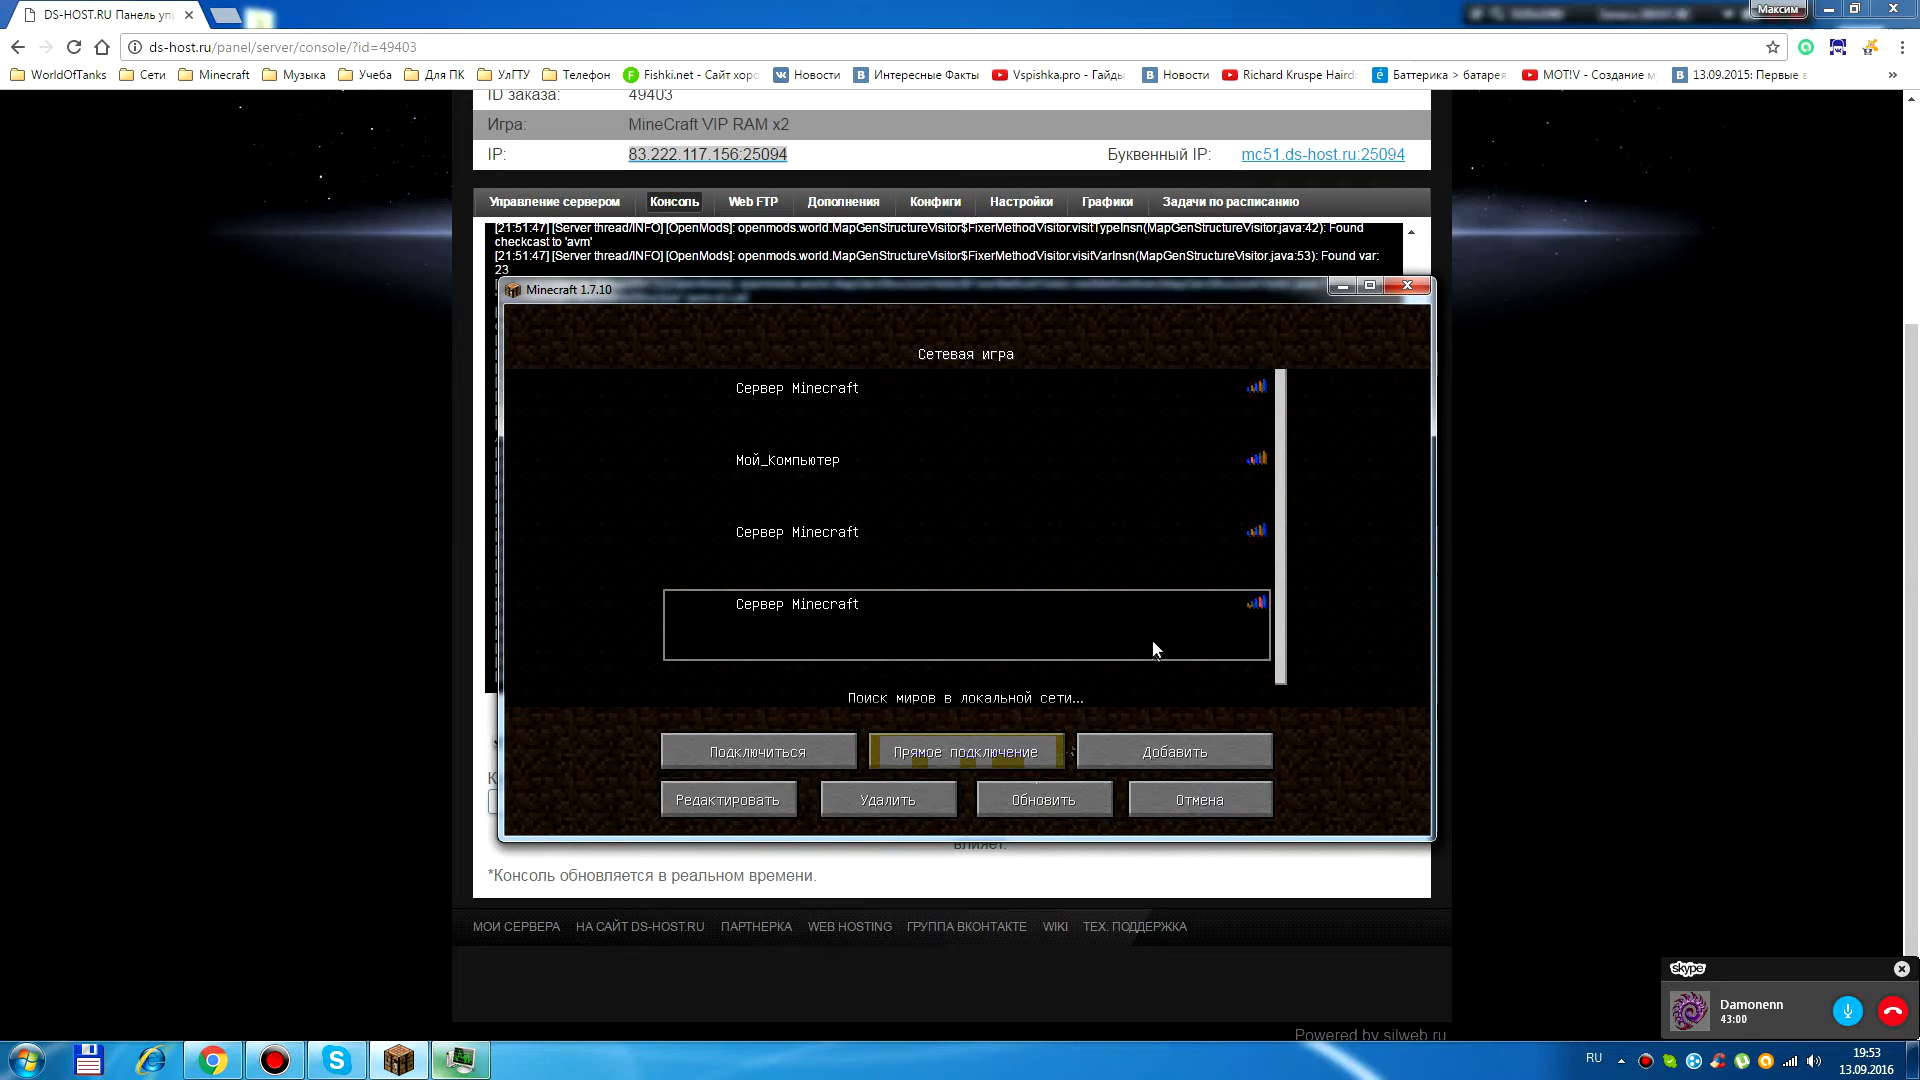 DS-HOST.RU Панель уп
Максим
ds-host.ru/panel/server/console/?id=49403
WorldOfTanks Сети Minecraft Музыка Учеба Для ПК УлГТУ Телефон Fishki.net - Сайт хоро Новости Интересные Факты Vspishka.pro - Гайды Новости Richard Kruspe Hairdr Баттерика > батарея MOT!V - Создание м 13.09.2015: Первые в »
ID заказа: 49403
Игра: MineCraft VIP RAM x2
IP: 83.222.117.156:25094 Буквенный IP: mc51.ds-host.ru:25094
Управление сервером Консоль Web FTP Дополнения Конфиги Настройки Графики Задачи по расписанию
[21:51:47] [Server thread/INFO] [OpenMods]: openmods.world.MapGenStructureVisitor$FixerMethodVisitor.visitTypeInsn(MapGenStructureVisitor.java:42): Found
checkcast to 'avm'
[21:51:47] [Server thread/INFO] [OpenMods]: openmods.world.MapGenStructureVisitor$FixerMethodVisitor.visitVarInsn(MapGenStructureVisitor.java:53): Found var:
23
Minecraft 1.7.10
Сетевая игра
Сервер Minecraft
Мой_Компьютер
Сервер Minecraft
Сервер Minecraft
Поиск миров в локальной сети...
Подключиться Прямое подключение Добавить
Редактировать Удалить Обновить Отмена
влияет.
*Консоль обновляется в реальном времени.
МОИ СЕРВЕРА НА САЙТ DS-HOST.RU ПАРТНЕРКА WEB HOSTING ГРУППА ВКОНТАКТЕ WIKI ТЕХ. ПОДДЕРЖКА
Powered by silweb.ru
skype
Damonenn
43:00
RU
19:53
13.09.2016